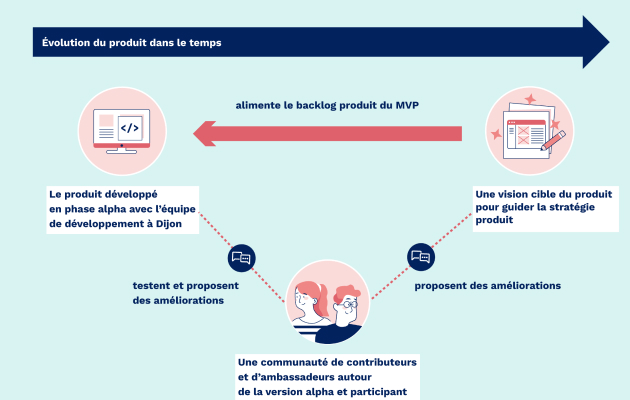 Évolution du produit dans le temps
alimente le backlog produit du MVP
</>
Le produit développé
en phase alpha avec l'équipe
de développement à Dijon
Une vision cible du produit
pour guider la stratégie
produit
testent et proposent
des améliorations
proposent des améliorations
Une communauté de contributeurs
et d'ambassadeurs autour
de la version alpha et participant